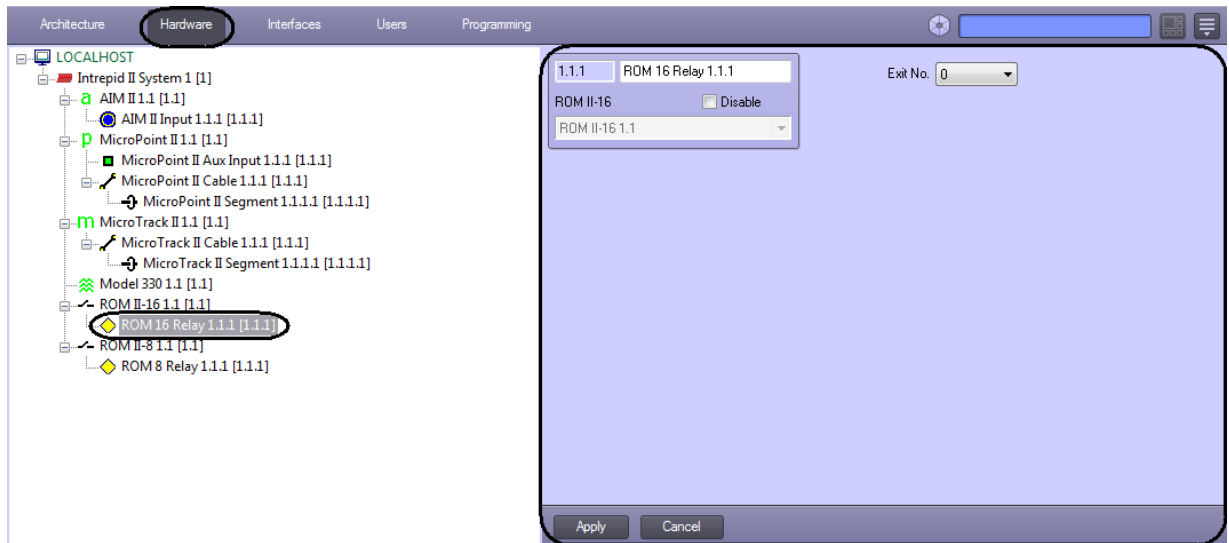 Architecture Hardware Interfaces Users Programming
LOCALHOST
Intrepid II System 1 [1]
a AIM II 1.1 [1.1]
AIM II Input 1.1.1 [1.1.1]
p MicroPoint II 1.1 [1.1]
MicroPoint II Aux Input 1.1.1 [1.1.1]
MicroPoint II Cable 1.1.1 [1.1.1]
MicroPoint II Segment 1.1.1.1 [1.1.1.1]
m MicroTrack II 1.1 [1.1]
MicroTrack II Cable 1.1.1 [1.1.1]
MicroTrack II Segment 1.1.1.1 [1.1.1.1]
Model 330 1.1 [1.1]
ROM II-16 1.1 [1.1]
ROM 16 Relay 1.1.1 [1.1.1]
ROM II-8 1.1 [1.1]
ROM 8 Relay 1.1.1 [1.1.1]
1.1.1 ROM 16 Relay 1.1.1 Exit No. 0
ROM II-16 Disable
ROM II-16 1.1
Apply Cancel